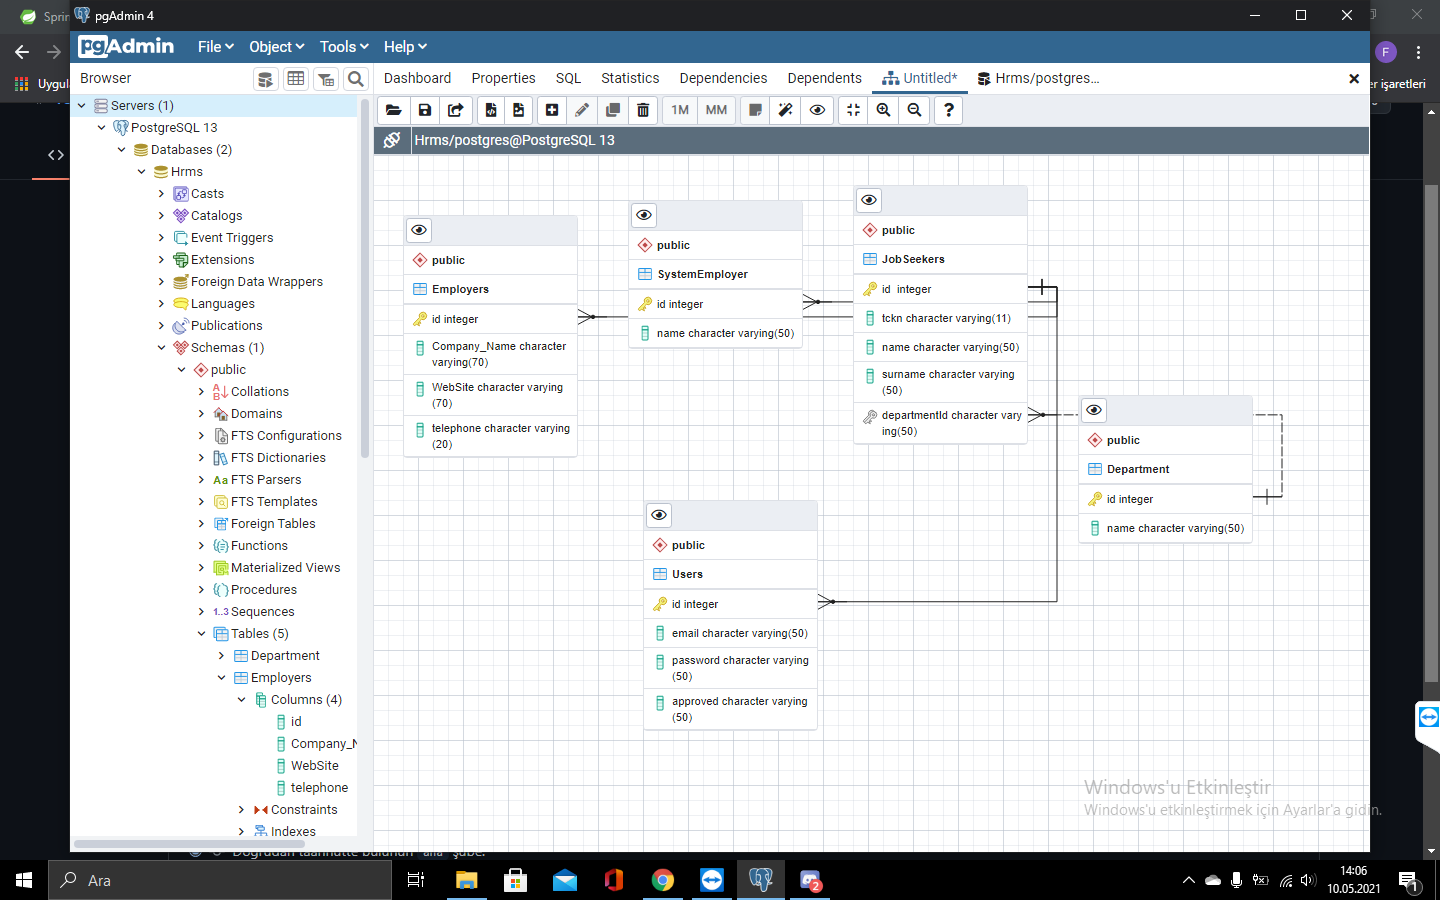 Sprin
pgAdmin 4
pgAdmin
File
Object
Tools
Help
F
Uygul
er işaretleri
Browser
Dashboard
Properties
SQL
Statistics
Dependencies
Dependents
Untitled*
Hrms/postgres...
1M
MM
Hrms/postgres@PostgreSQL 13
Servers (1)
PostgreSQL 13
Databases (2)
Hrms
Casts
Catalogs
Event Triggers
Extensions
Foreign Data Wrappers
Languages
Publications
Schemas (1)
public
Collations
Domains
FTS Configurations
FTS Dictionaries
Aa FTS Parsers
FTS Templates
Foreign Tables
Functions
Materialized Views
Procedures
1..3 Sequences
Tables (5)
Department
Employers
Columns (4)
id
Company_N
WebSite
telephone
Constraints
Indexes
public
Employers
id integer
Company_Name character
varying(70)
WebSite character varying
(70)
telephone character varying
(20)
public
SystemEmployer
id integer
name character varying(50)
public
JobSeekers
id integer
tckn character varying(11)
name character varying(50)
surname character varying
(50)
departmentId character vary
ing(50)
public
Department
id integer
name character varying(50)
public
Users
id integer
email character varying(50)
password character varying
(50)
approved character varying
(50)
Windows'u Etkinleştir
Windows'u etkinleştirmek için Ayarlar'a gidin.
Ara
2
14:06
10.05.2021
1